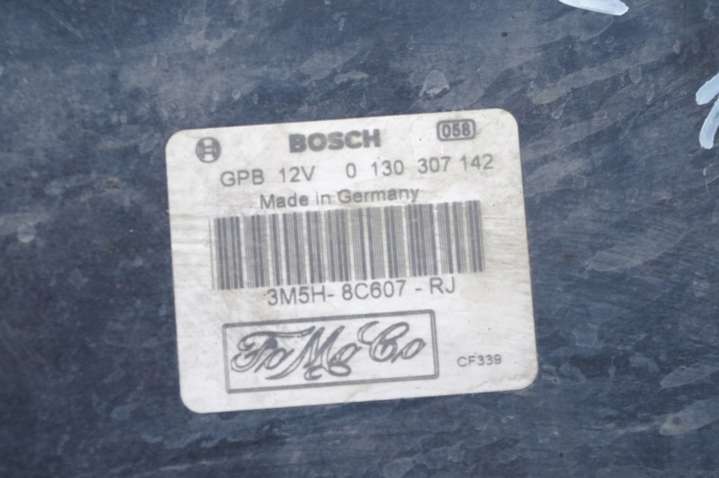 BOSCH 058
GPB 12V 0 130 307 142
Made in Germany
3M5H-8C607-RJ
FoMoCo
CF339